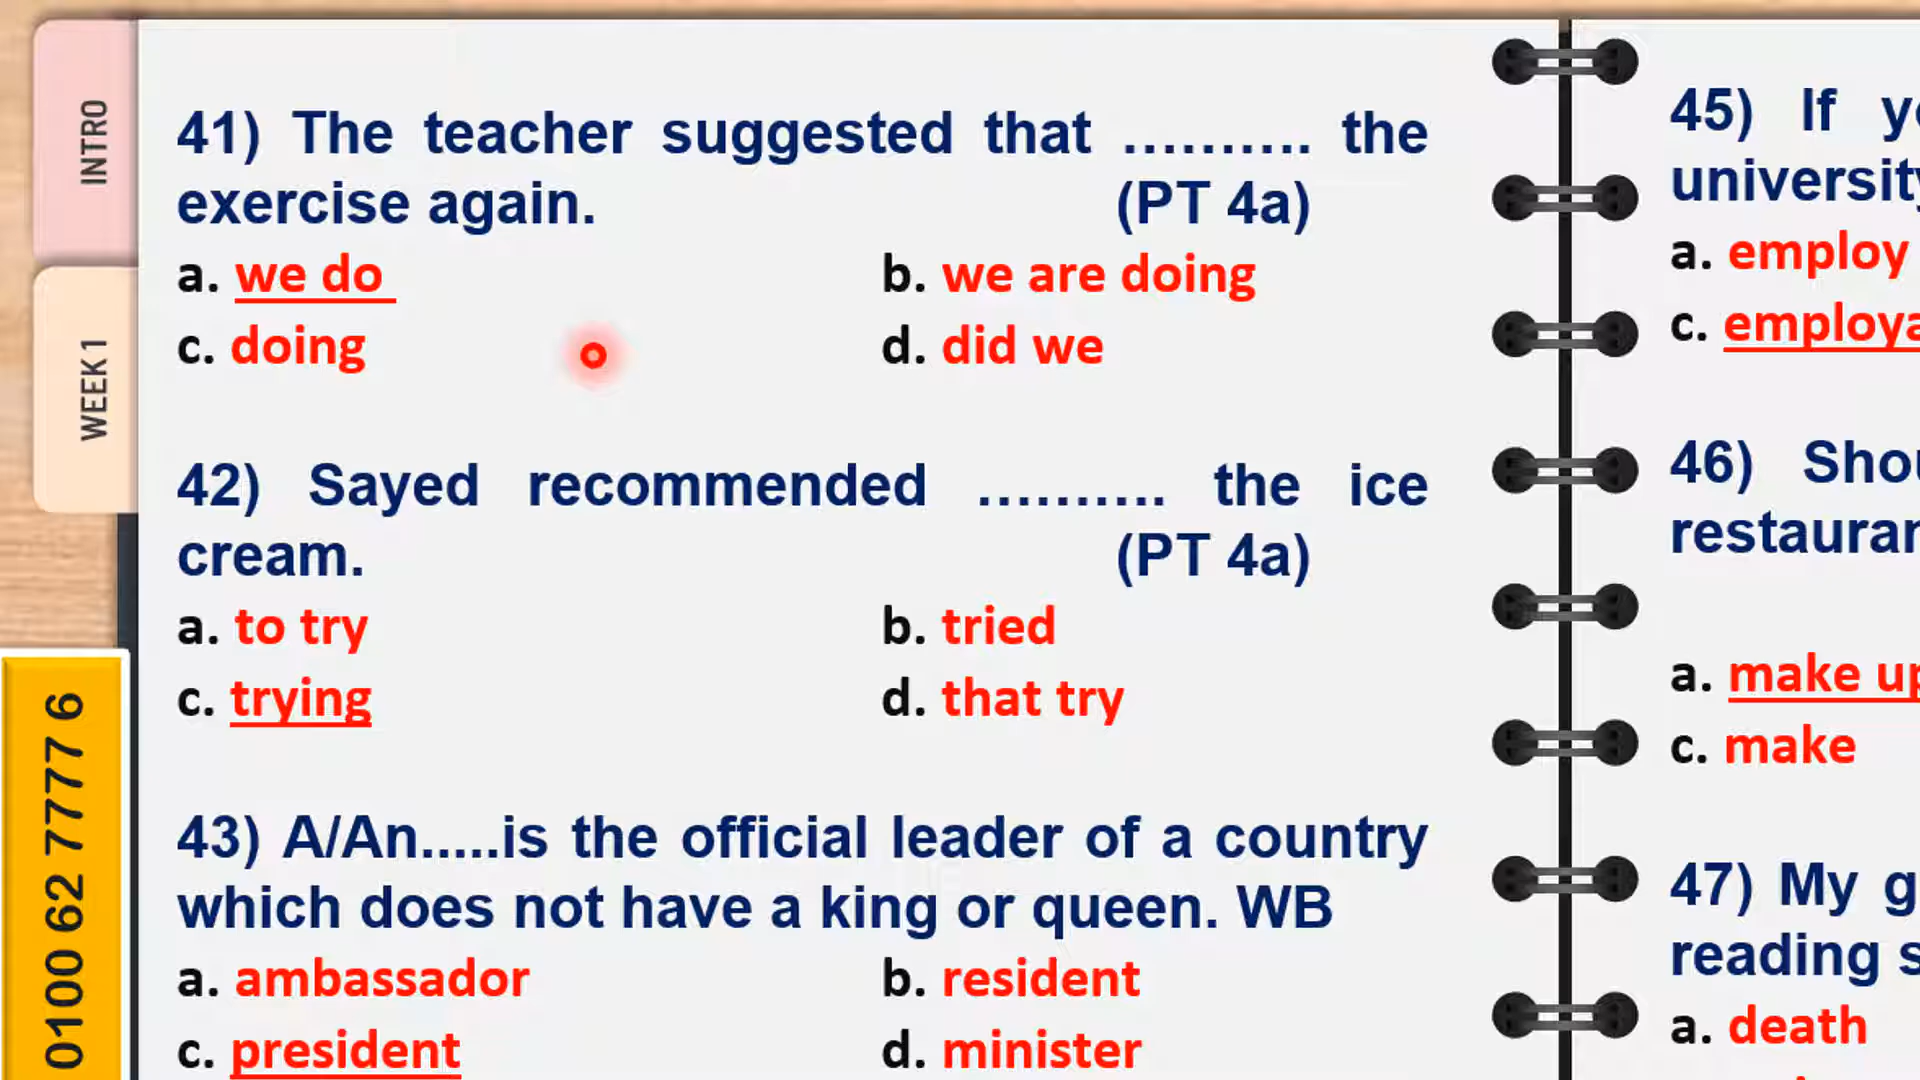 INTRO
WEEK 1
0100 62 7777 6
41) The teacher suggested that .......... the
exercise again. (PT 4a)
a. we do b. we are doing
c. doing d. did we
42) Sayed recommended .......... the ice
cream. (PT 4a)
a. to try b. tried
c. trying d. that try
43) A/An.....is the official leader of a country
which does not have a king or queen. WB
a. ambassador b. resident
c. president d. minister
45) If
a. employ
46)
a. make up
c. make
47) My
reading
a. death